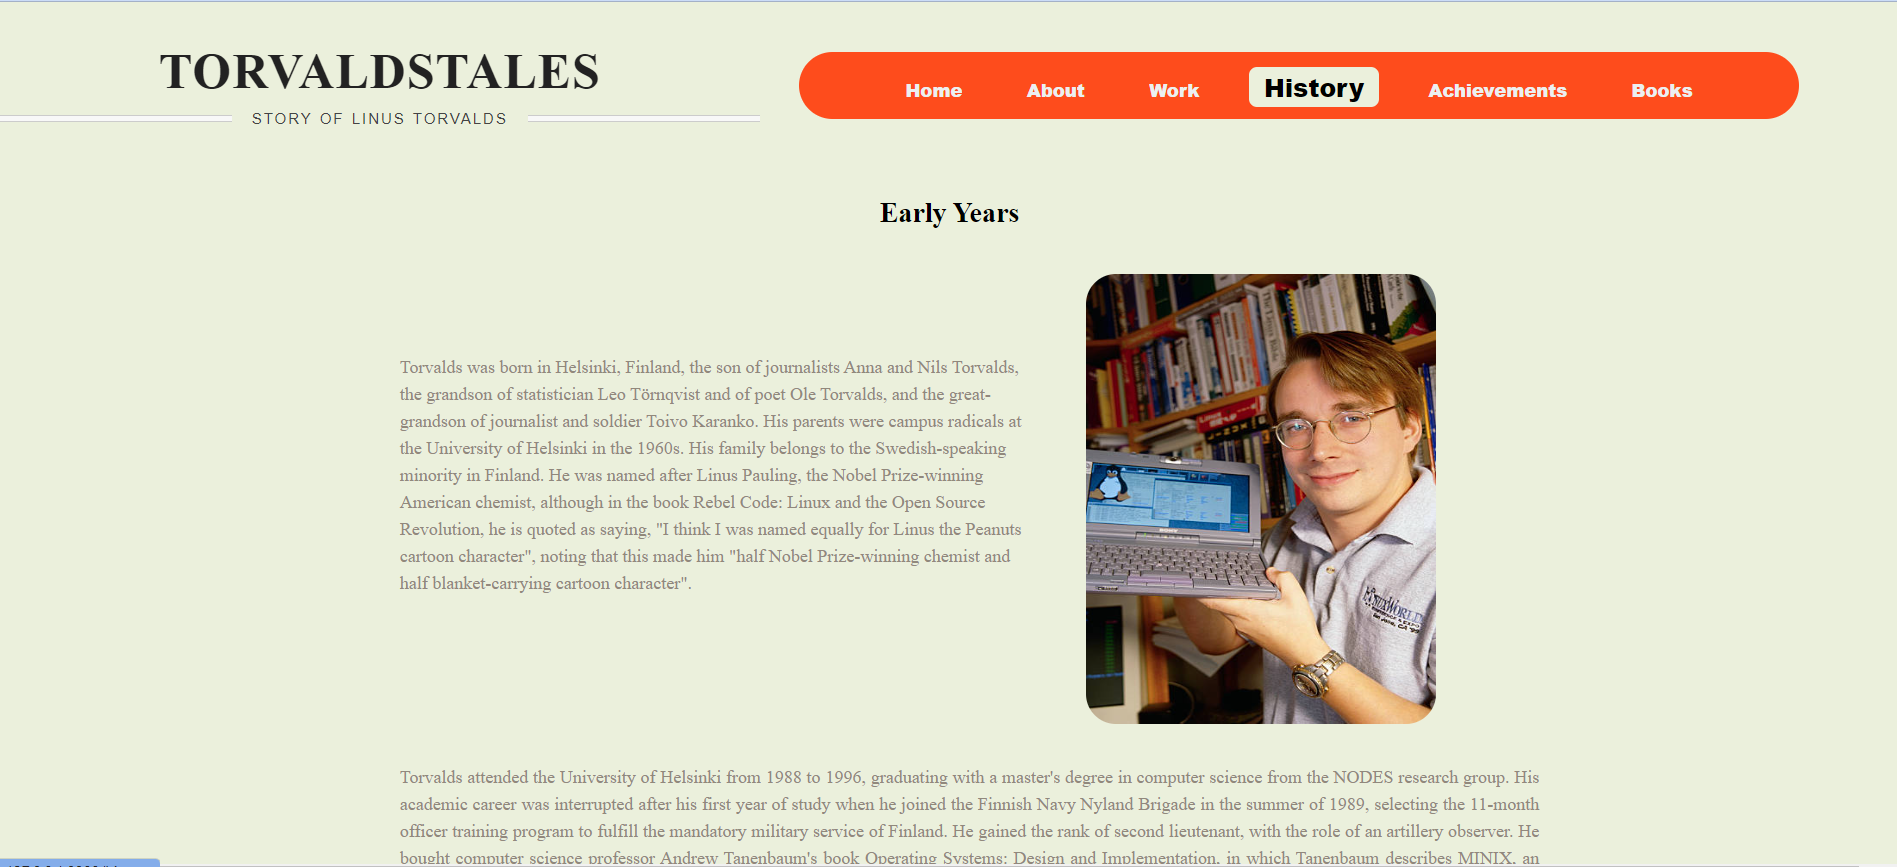 TORVALDSTALES
STORY OF LINUS TORVALDS
Home About Work History Achievements Books
Early Years
Torvalds was born in Helsinki, Finland, the son of journalists Anna and Nils Torvalds,
the grandson of statistician Leo Törnqvist and of poet Ole Torvalds, and the great-
grandson of journalist and soldier Toivo Karanko. His parents were campus radicals at
the University of Helsinki in the 1960s. His family belongs to the Swedish-speaking
minority in Finland. He was named after Linus Pauling, the Nobel Prize-winning
American chemist, although in the book Rebel Code: Linux and the Open Source
Revolution, he is quoted as saying, "I think I was named equally for Linus the Peanuts
cartoon character", noting that this made him "half Nobel Prize-winning chemist and
half blanket-carrying cartoon character".
Torvalds attended the University of Helsinki from 1988 to 1996, graduating with a master's degree in computer science from the NODES research group. His
academic career was interrupted after his first year of study when he joined the Finnish Navy Nyland Brigade in the summer of 1989, selecting the 11-month
officer training program to fulfill the mandatory military service of Finland. He gained the rank of second lieutenant, with the role of an artillery observer. He
bought computer science professor Andrew Tanenbaum's book Operating Systems: Design and Implementation, in which Tanenbaum describes MINIX, an